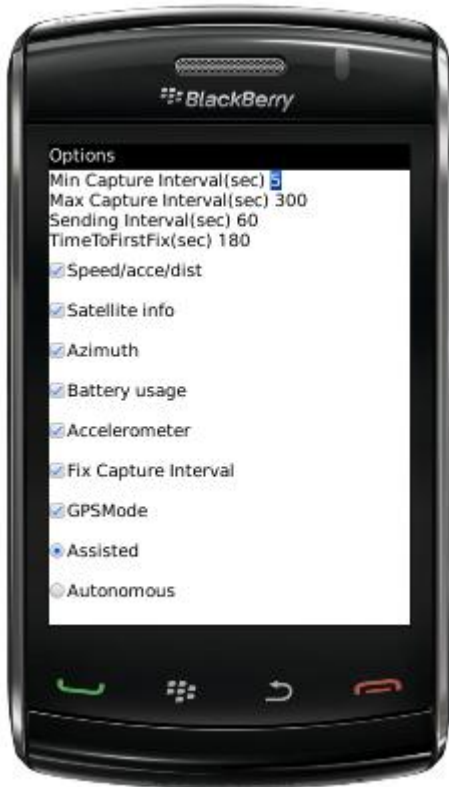 BlackBerry
Options
Min Capture Interval(sec) 5
Max Capture Interval(sec) 300
Sending Interval(sec) 60
TimeToFirstFix(sec) 180
Speed/acce/dist
Satellite info
Azimuth
Battery usage
Accelerometer
Fix Capture Interval
GPSMode
Assisted
Autonomous